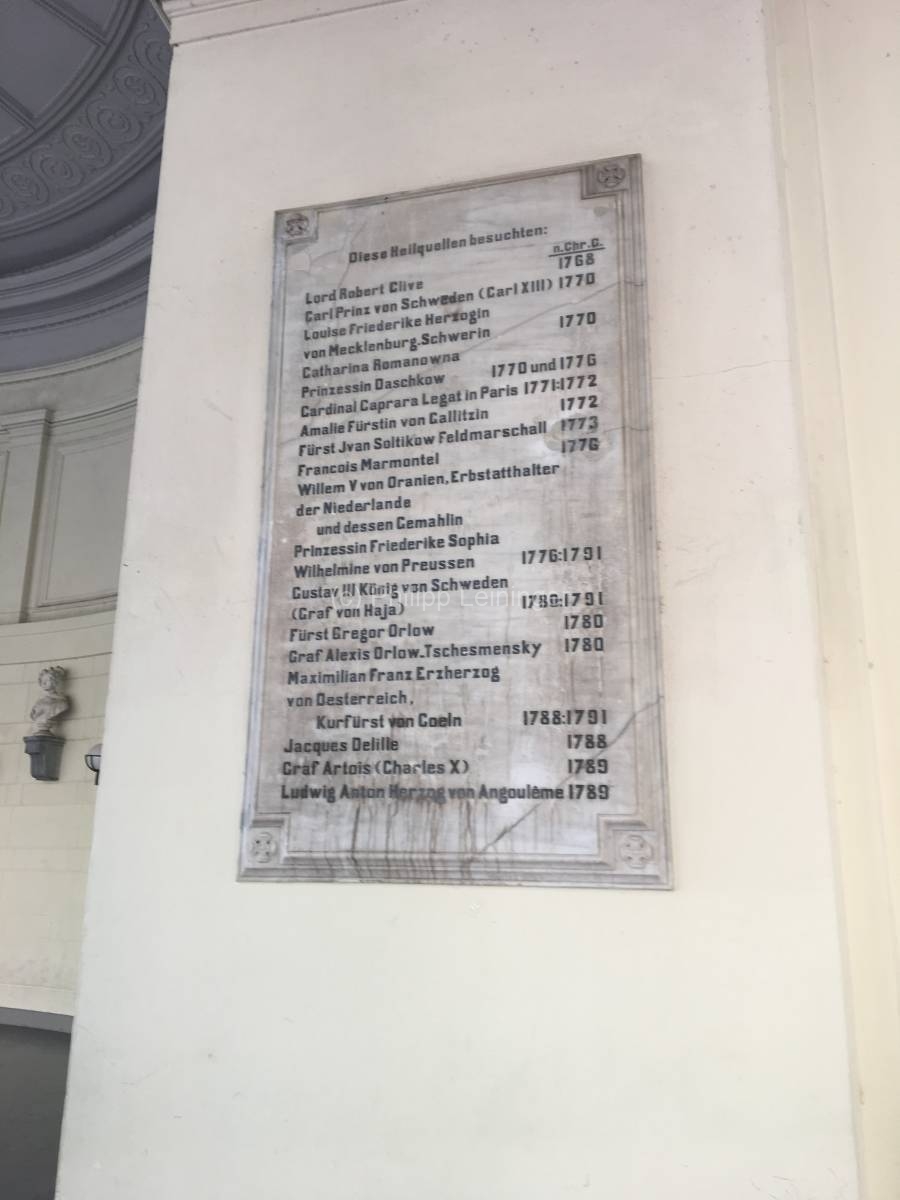 Diese Heilquellen besuchten:
n.Chr.G.
Lord Robert Clive 1768
Carl Prinz von Schweden (Carl XIII) 1770
Louise Friederike Herzogin
von Mecklenburg-Schwerin 1770
Catharina Romanowna
Prinzessin Daschkow 1770 und 1776
Cardinal Caprara Legat in Paris 1771:1772
Amalie Fürstin von Gallitzin 1772
Fürst Jvan Soltikow Feldmarschall 1773
Francois Marmontel 1776
Willem V von Oranien, Erbstatthalter
der Niederlande
und dessen Gemahlin
Prinzessin Friederike Sophia
Wilhelmine von Preussen 1776:1791
Gustav III König von Schweden
(Graf von Haja) 1780:1791
Fürst Gregor Orlow 1780
Graf Alexis Orlow-Tschesmensky 1780
Maximilian Franz Erzherzog
von Oesterreich,
Kurfürst von Coeln 1788:1791
Jacques Delille 1788
Graf Artois (Charles X) 1789
Ludwig Anton Herzog von Angoulème 1789
(c) Philipp